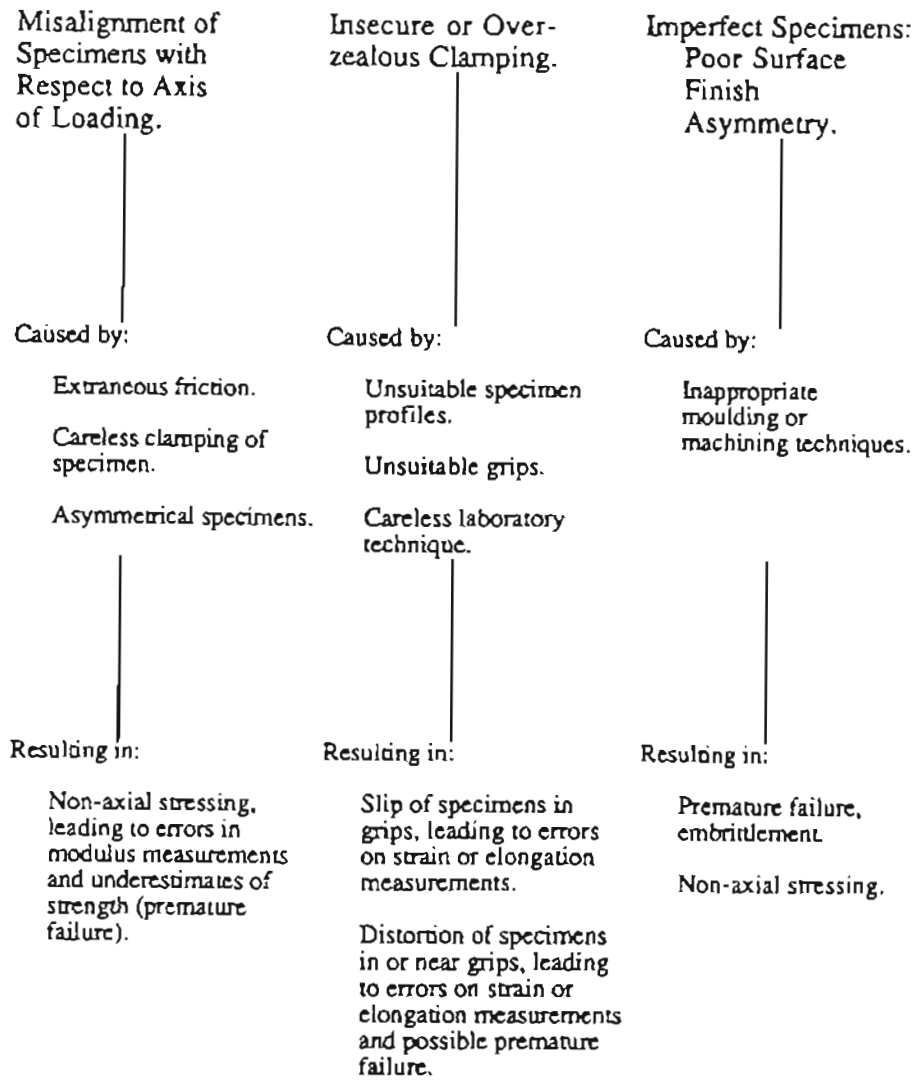 Misalignment of
Specimens with
Respect to Axis
of Loading.
Caused by:
Extraneous friction.
Careless clamping of
specimen.
Asymmetrical specimens.
Resulting in:
Non-axial stressing,
leading to errors in
modulus measurements
and underestimates of
strength (premature
failure).
Insecure or Over-
zealous Clamping.
Caused by:
Unsuitable specimen
profiles.
Unsuitable grips.
Careless laboratory
technique.
Resulting in:
Slip of specimens in
grips, leading to errors
on strain or elongation
measurements.
Distortion of specimens
in or near grips, leading
to errors on strain or
elongation measurements
and possible premature
failure.
Imperfect Specimens:
Poor Surface
Finish
Asymmetry.
Caused by:
Inappropriate
moulding or
machining techniques.
Resulting in:
Premature failure,
embrittlement
Non-axial stressing.